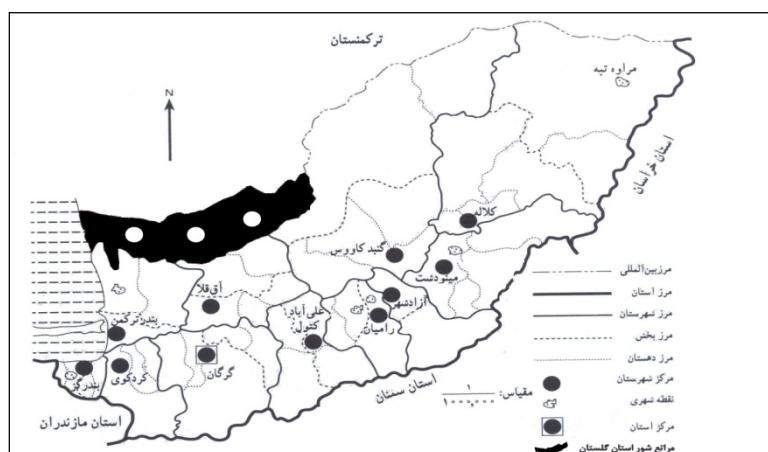 ترکمنستان
مراوه تپه
N
استان خراسان
کلاله
گنبد کاووس
مینودشت
آق‌قلا
آزادشهر
علی‌آباد
کتول
رامیان
بندرترکمن
گرگان
کردکوی
بندرگز
استان سمنان
استان مازندران
مرز بین‌المللی
مرز استان
مرز شهرستان
مرز بخش
مرز دهستان
مرکز شهرستان
نقطه شهری
مرکز استان
مراتع شور استان گلستان
مقیاس: